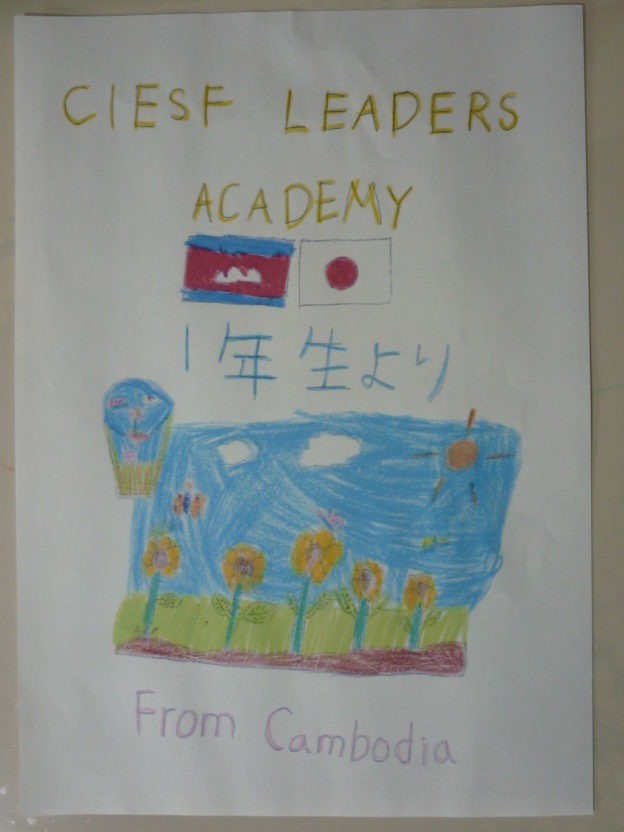 CIESF LEADERS
ACADEMY
1年生より
From Cambodia